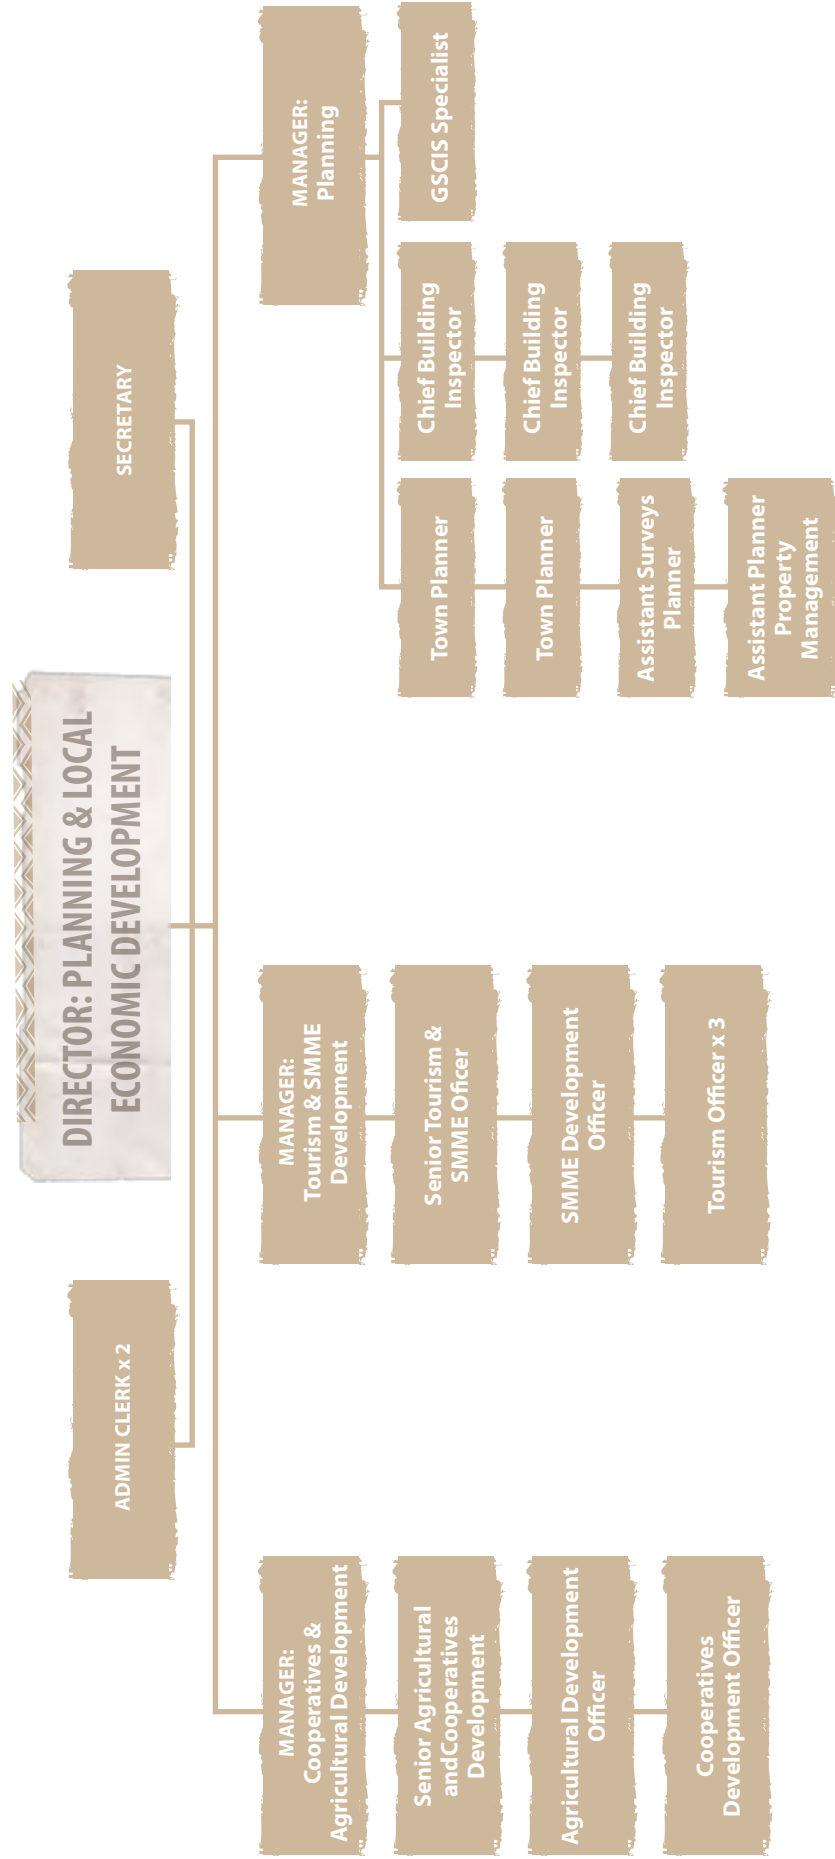 DIRECTOR: PLANNING & LOCAL
ECONOMIC DEVELOPMENT
ADMIN CLERK x 2
SECRETARY
MANAGER:
Cooperatives &
Agricultural Development
Senior Agricultural
andCooperatives
Development
Agricultural Development
Officer
Cooperatives
Development Officer
MANAGER:
Tourism & SMME
Development
Senior Tourism &
SMME Oficer
SMME Development
Officer
Tourism Officer x 3
MANAGER:
Planning
Town Planner
Town Planner
Assistant Surveys
Planner
Assistant Planner
Property
Management
Chief Building
Inspector
Chief Building
Inspector
Chief Building
Inspector
GSCIS Specialist